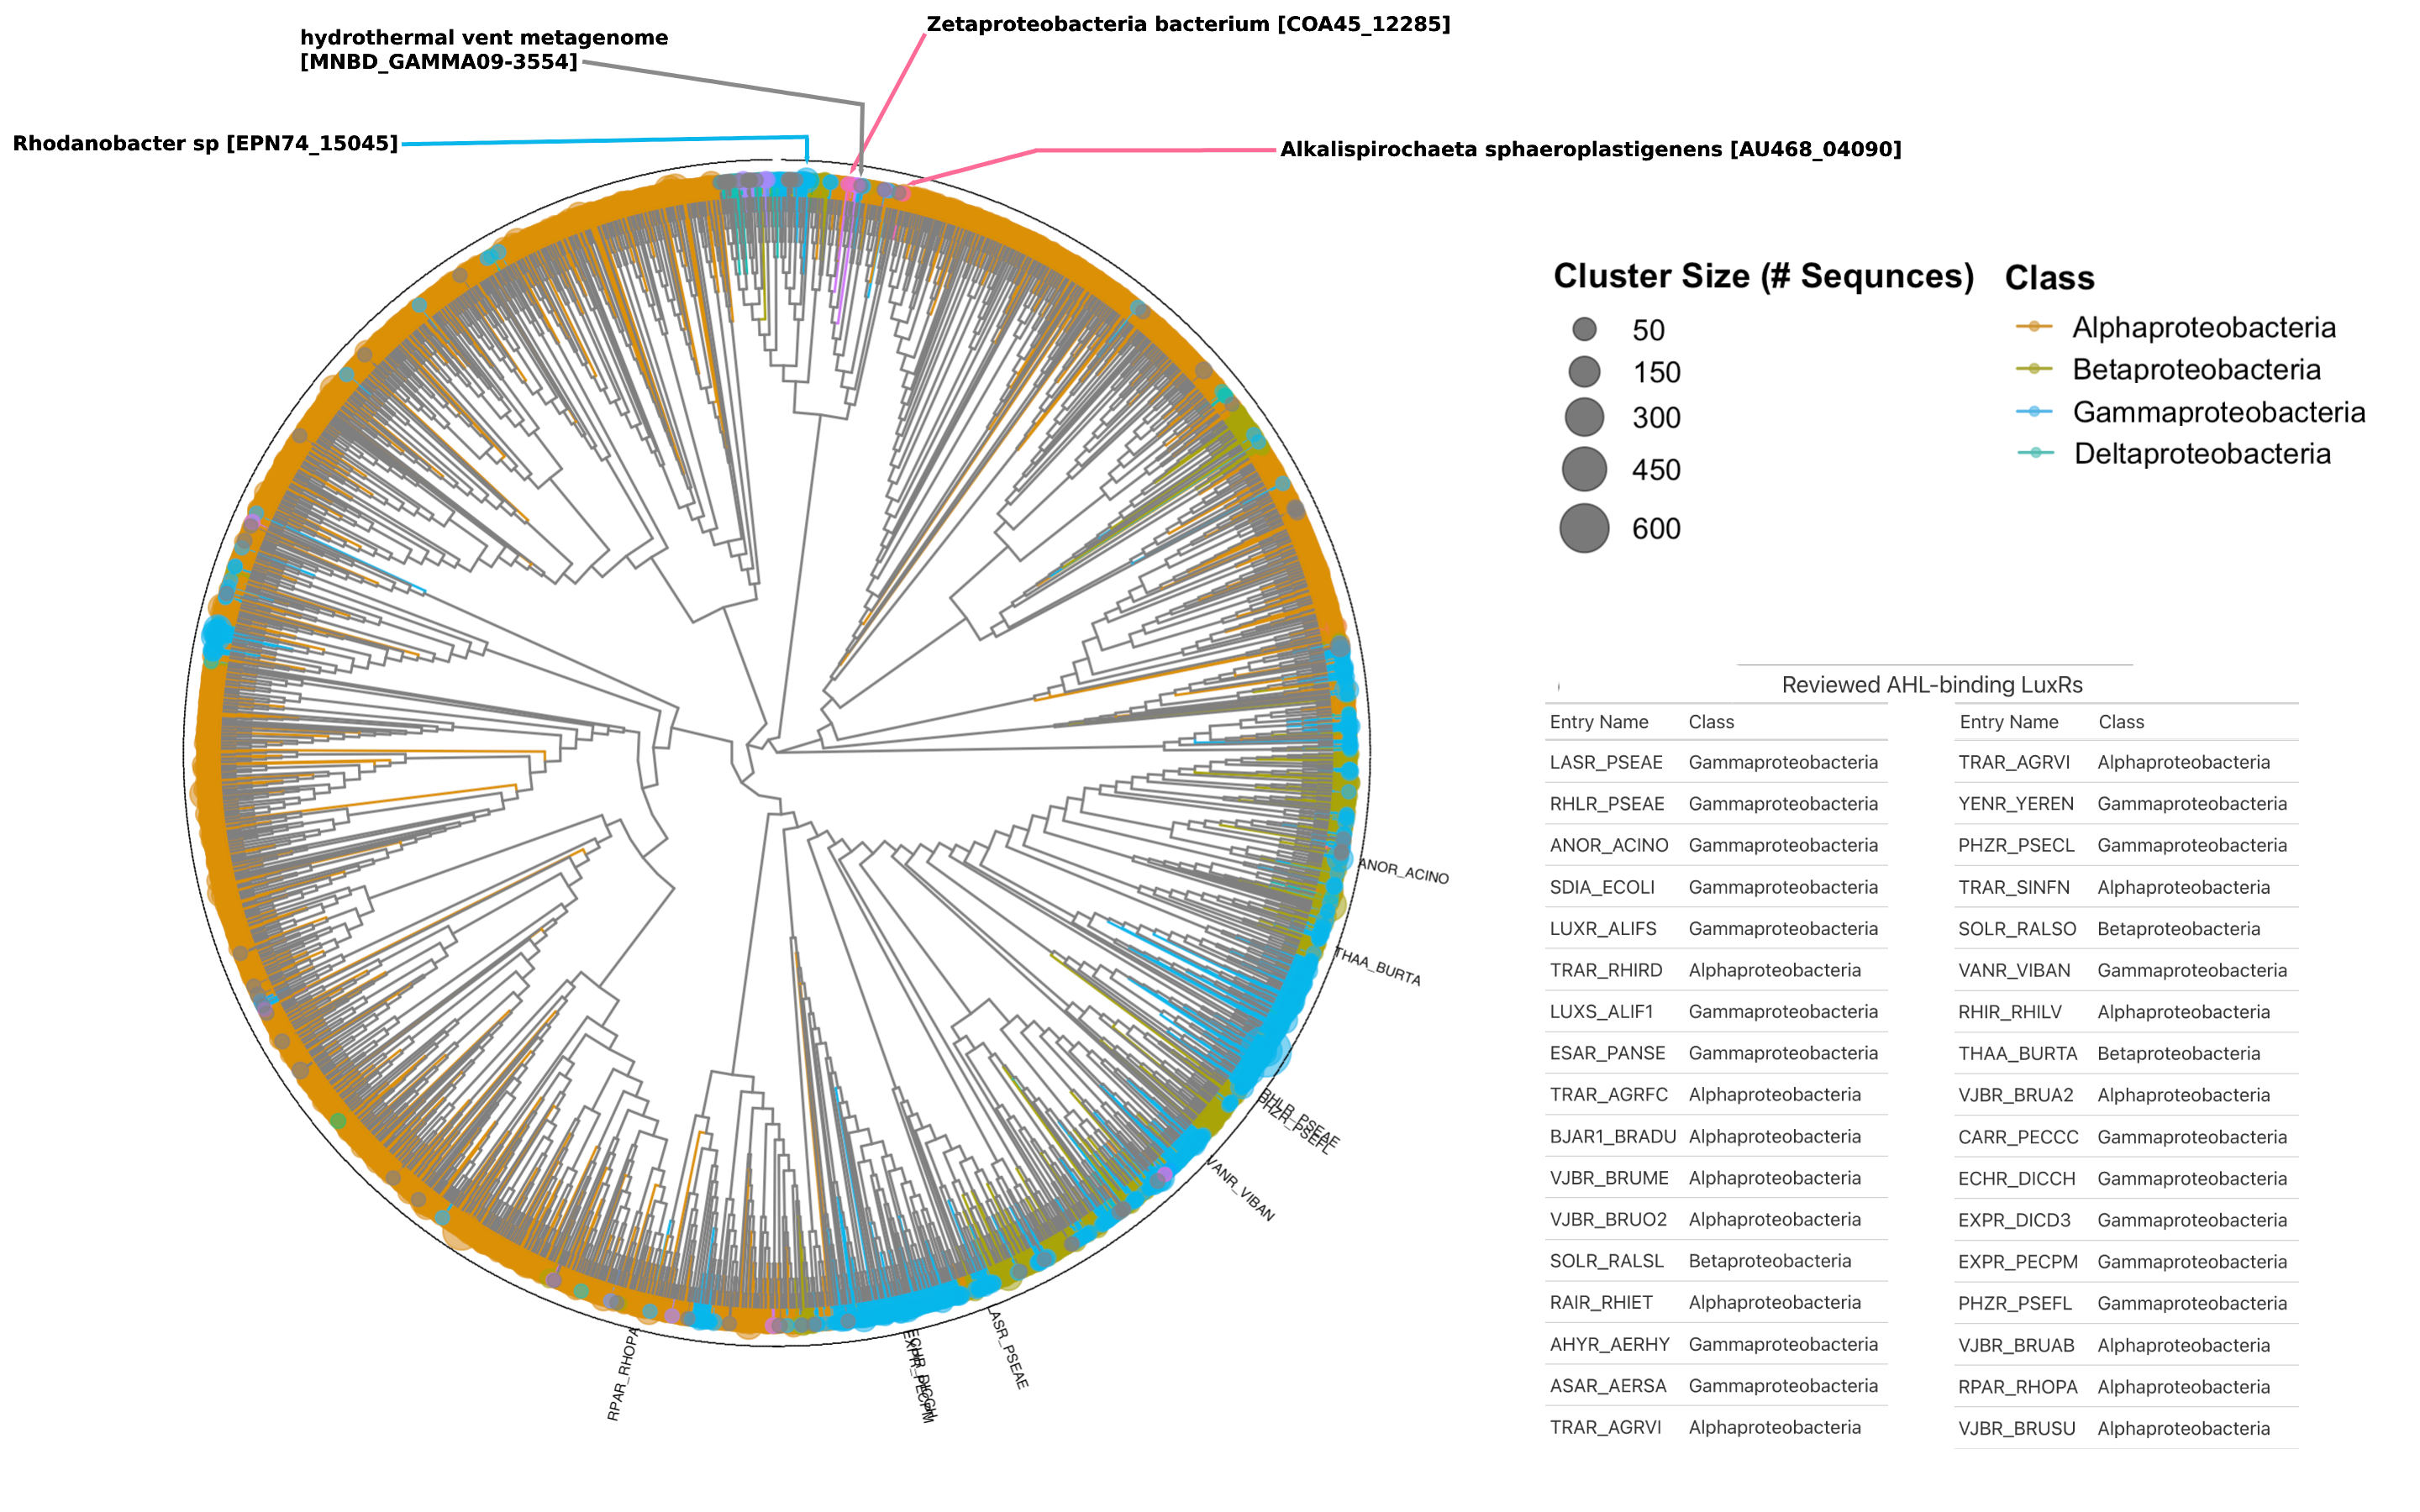 Zetaproteobacteria bacterium [COA45_12285]
hydrothermal vent metagenome
[MNBD_GAMMA09-3554]
Rhodanobacter sp [EPN74_15045]
Alkalispirochaeta sphaeroplastigenens [AU468_04090]
Cluster Size (# Sequnces)
50
150
300
450
600
Class
Alphaproteobacteria
Betaproteobacteria
Gammaproteobacteria
Deltaproteobacteria
ANOR_ACINO
THAA_BURTA
RHLR_PSEAE
PHZR_PSEFL
VANR_VIBAN
LASR_PSEAE
ECHR_DICCH
EXPR_PECPM
RPAR_RHOPA
Reviewed AHL-binding LuxRs
Entry Name Class Entry Name Class
LASR_PSEAE Gammaproteobacteria TRAR_AGRVI Alphaproteobacteria
RHLR_PSEAE Gammaproteobacteria YENR_YEREN Gammaproteobacteria
ANOR_ACINO Gammaproteobacteria PHZR_PSECL Gammaproteobacteria
SDIA_ECOLI Gammaproteobacteria TRAR_SINFN Alphaproteobacteria
LUXR_ALIFS Gammaproteobacteria SOLR_RALSO Betaproteobacteria
TRAR_RHIRD Alphaproteobacteria VANR_VIBAN Gammaproteobacteria
LUXS_ALIF1 Gammaproteobacteria RHIR_RHILV Alphaproteobacteria
ESAR_PANSE Gammaproteobacteria THAA_BURTA Betaproteobacteria
TRAR_AGRFC Alphaproteobacteria VJBR_BRUA2 Alphaproteobacteria
BJAR1_BRADU Alphaproteobacteria CARR_PECCC Gammaproteobacteria
VJBR_BRUME Alphaproteobacteria ECHR_DICCH Gammaproteobacteria
VJBR_BRUO2 Alphaproteobacteria EXPR_DICD3 Gammaproteobacteria
SOLR_RALSL Betaproteobacteria EXPR_PECPM Gammaproteobacteria
RAIR_RHIET Alphaproteobacteria PHZR_PSEFL Gammaproteobacteria
AHYR_AERHY Gammaproteobacteria VJBR_BRUAB Alphaproteobacteria
ASAR_AERSA Gammaproteobacteria RPAR_RHOPA Alphaproteobacteria
TRAR_AGRVI Alphaproteobacteria VJBR_BRUSU Alphaproteobacteria